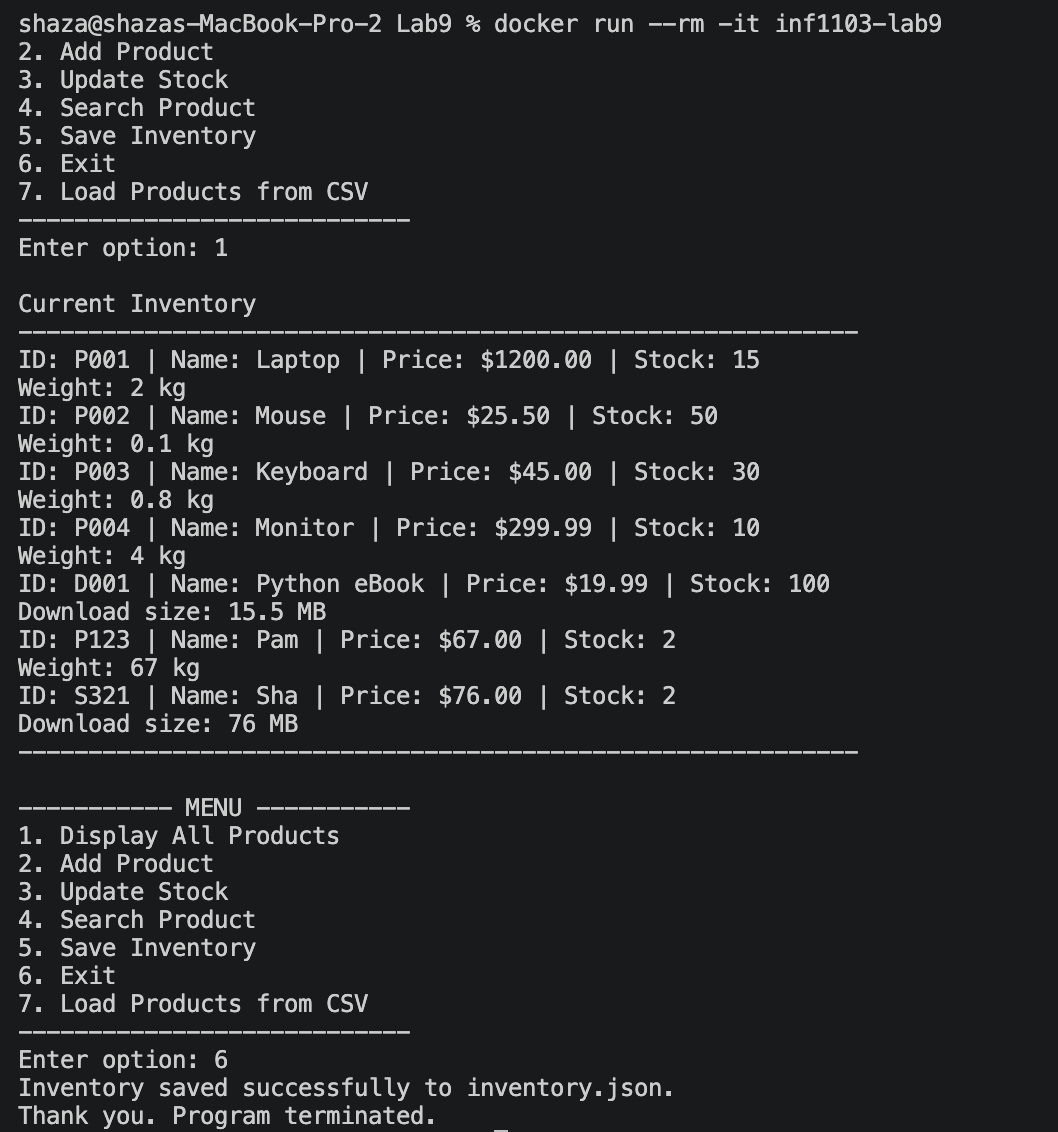 shaza@shazas-MacBook-Pro-2 Lab9 % docker run --rm -it inf1103-lab9
2. Add Product
3. Update Stock
4. Search Product
5. Save Inventory
6. Exit
7. Load Products from CSV
----------------------------
Enter option: 1
Current Inventory
------------------------------------------------------------
ID: P001 | Name: Laptop | Price: $1200.00 | Stock: 15
Weight: 2 kg
ID: P002 | Name: Mouse | Price: $25.50 | Stock: 50
Weight: 0.1 kg
ID: P003 | Name: Keyboard | Price: $45.00 | Stock: 30
Weight: 0.8 kg
ID: P004 | Name: Monitor | Price: $299.99 | Stock: 10
Weight: 4 kg
ID: D001 | Name: Python eBook | Price: $19.99 | Stock: 100
Download size: 15.5 MB
ID: P123 | Name: Pam | Price: $67.00 | Stock: 2
Weight: 67 kg
ID: S321 | Name: Sha | Price: $76.00 | Stock: 2
Download size: 76 MB
------------------------------------------------------------
----------- MENU -----------
1. Display All Products
2. Add Product
3. Update Stock
4. Search Product
5. Save Inventory
6. Exit
7. Load Products from CSV
----------------------------
Enter option: 6
Inventory saved successfully to inventory.json.
Thank you. Program terminated.